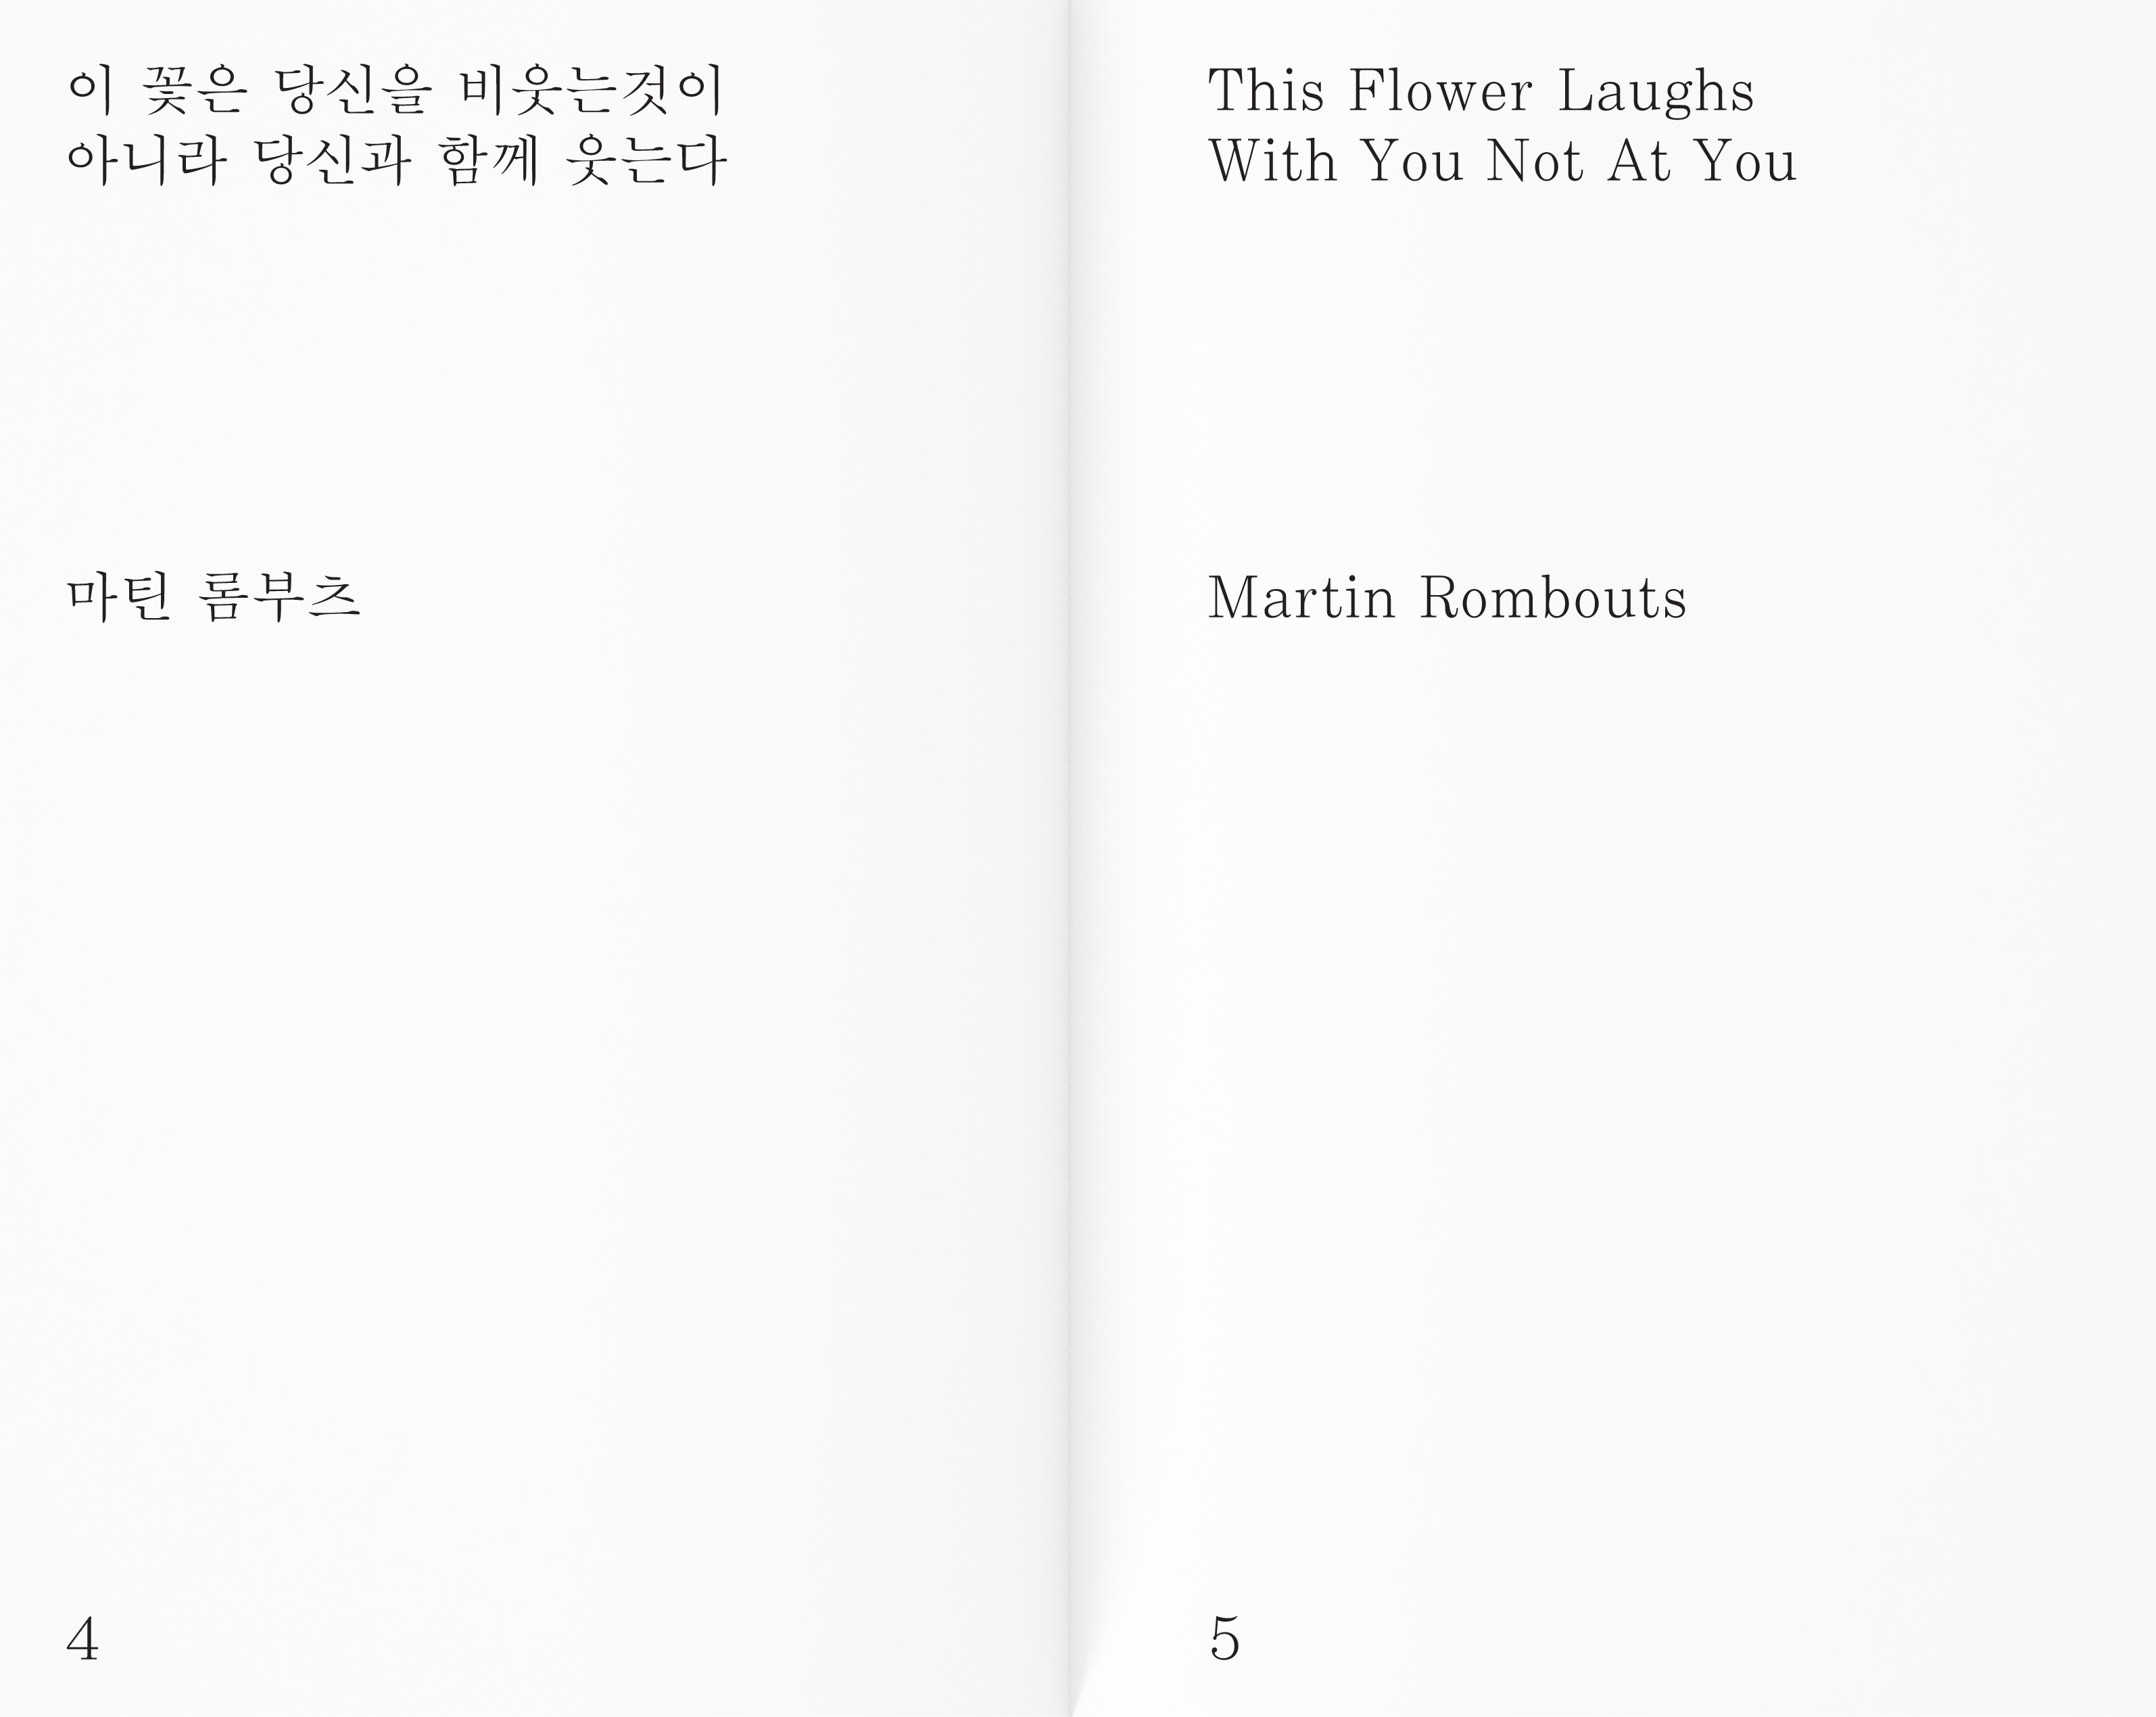 이 꽃은 당신을 비웃는것이
아니라 당신과 함께 웃는다
마틴 롬부츠
4
This Flower Laughs
With You Not At You
Martin Rombouts
5